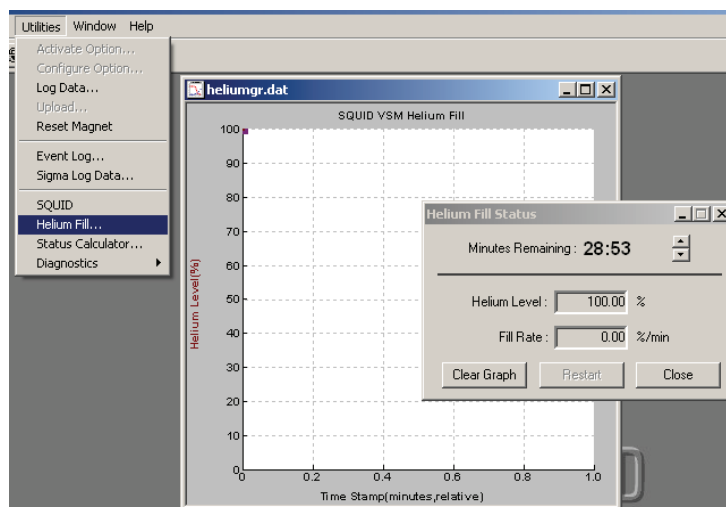 Utilities Window Help
Activate Option...
Configure Option...
Log Data...
Upload...
Reset Magnet
Event Log...
Sigma Log Data...
SQUID
Helium Fill...
Status Calculator...
Diagnostics
heliumgr.dat
SQUID VSM Helium Fill
100
90
80
70
60
50
40
30
20
10
0
Helium Level(%)
0 0.2 0.4 0.6 0.8 1.0
Time Stamp(minutes,relative)
Helium Fill Status
Minutes Remaining : 28:53
Helium Level : 100.00 %
Fill Rate : 0.00 %/min
Clear Graph Restart Close